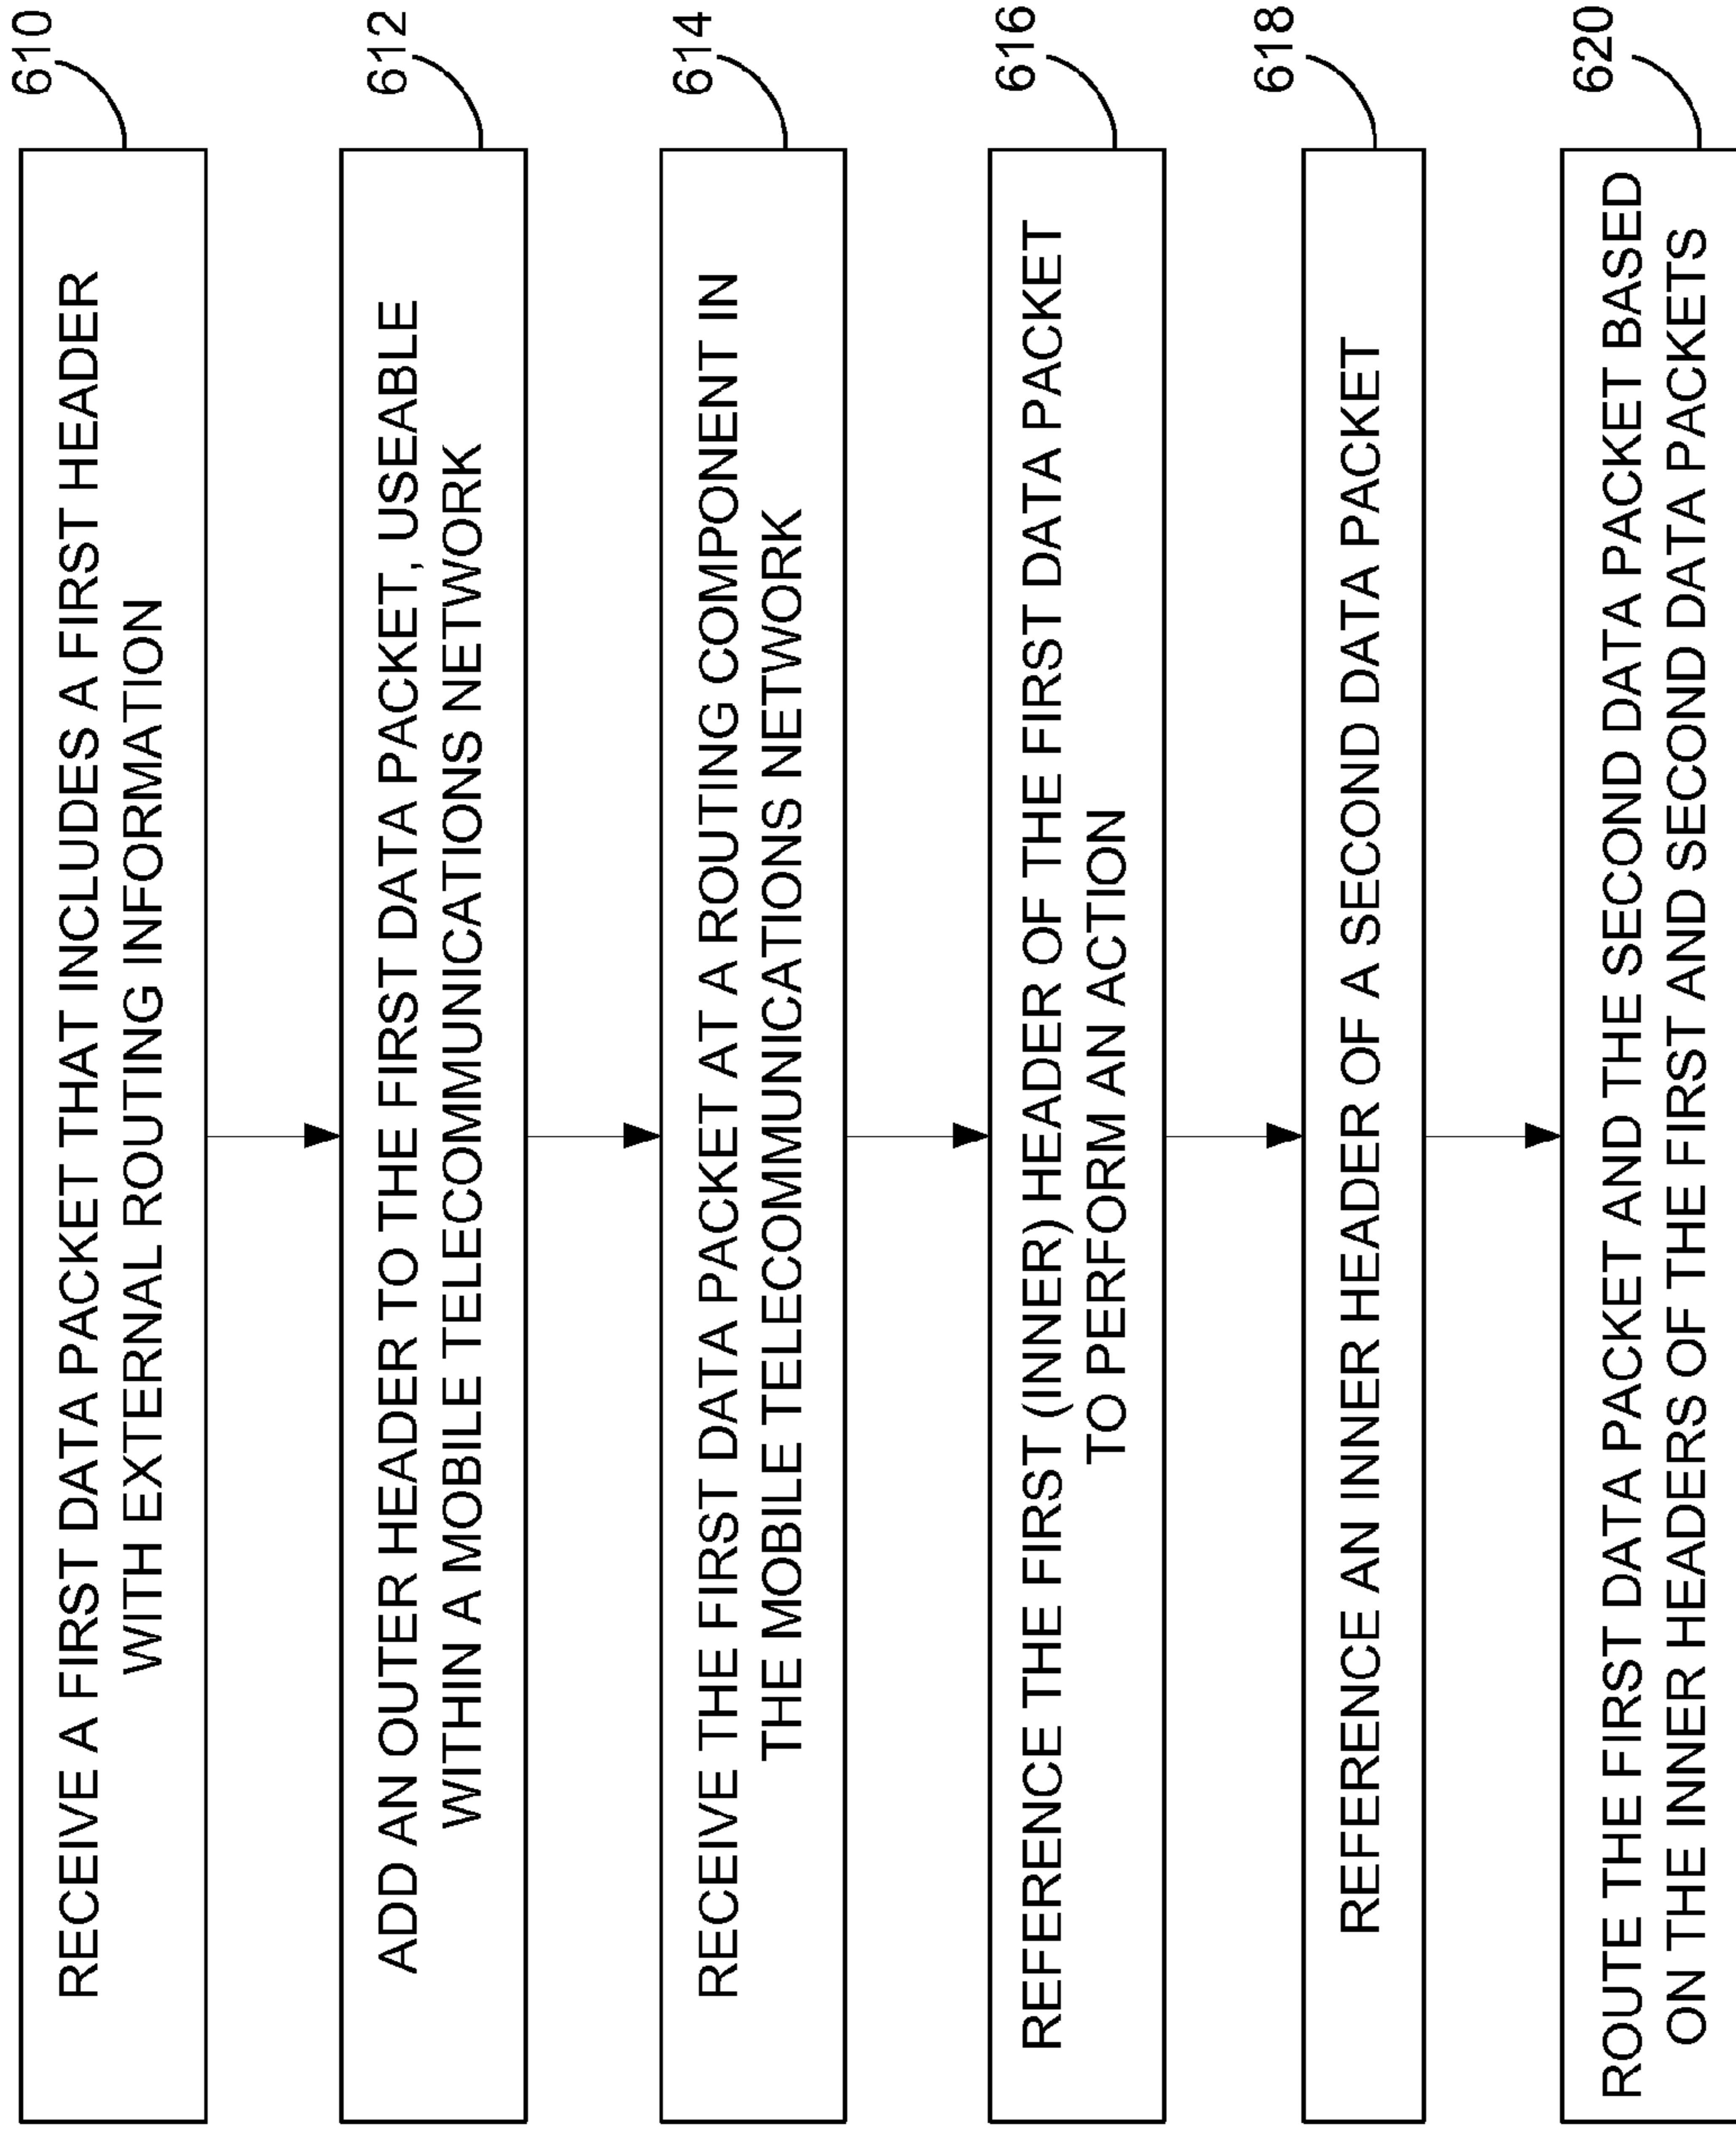 RECEIVE A FIRST DATA PACKET THAT INCLUDES A FIRST HEADER
WITH EXTERNAL ROUTING INFORMATION
610
ADD AN OUTER HEADER TO THE FIRST DATA PACKET, USEABLE
WITHIN A MOBILE TELECOMMUNICATIONS NETWORK
612
RECEIVE THE FIRST DATA PACKET AT A ROUTING COMPONENT IN
THE MOBILE TELECOMMUNICATIONS NETWORK
614
REFERENCE THE FIRST (INNER) HEADER OF THE FIRST DATA PACKET
TO PERFORM AN ACTION
616
REFERENCE AN INNER HEADER OF A SECOND DATA PACKET
618
ROUTE THE FIRST DATA PACKET AND THE SECOND DATA PACKET BASED
ON THE INNER HEADERS OF THE FIRST AND SECOND DATA PACKETS
620